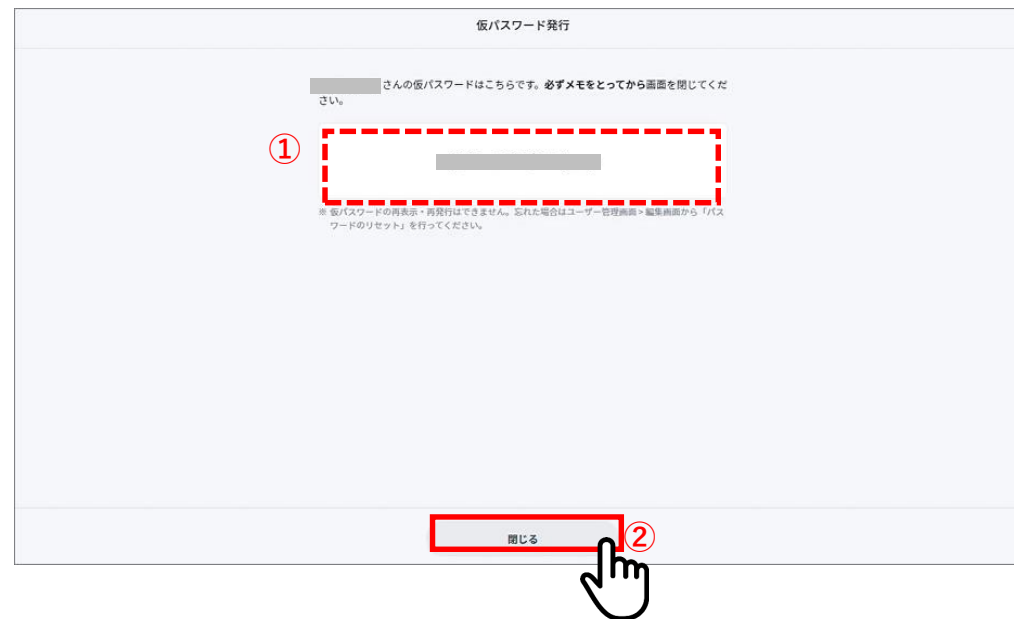 仮パスワード発行
さんの仮パスワードはこちらです。必ずメモをとってから画面を閉じてくだ
さい。
①
※ 仮パスワードの再表示・再発行はできません。忘れた場合はユーザー管理画面>編集画面から「パス
ワードのリセット」を行ってください。
閉じる
②